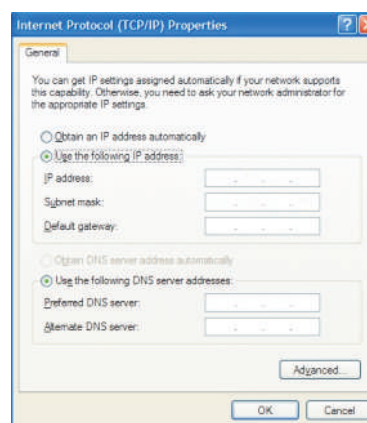 Internet Protocol (TCP/IP) Properties
General
You can get IP settings assigned automatically if your network supports
this capability. Otherwise, you need to ask your network administrator for
the appropriate IP settings.
Obtain an IP address automatically
Use the following IP address:
IP address:
Subnet mask:
Default gateway:
Obtain DNS server address automatically
Use the following DNS server addresses:
Preferred DNS server:
Alternate DNS server:
Advanced...
OK Cancel